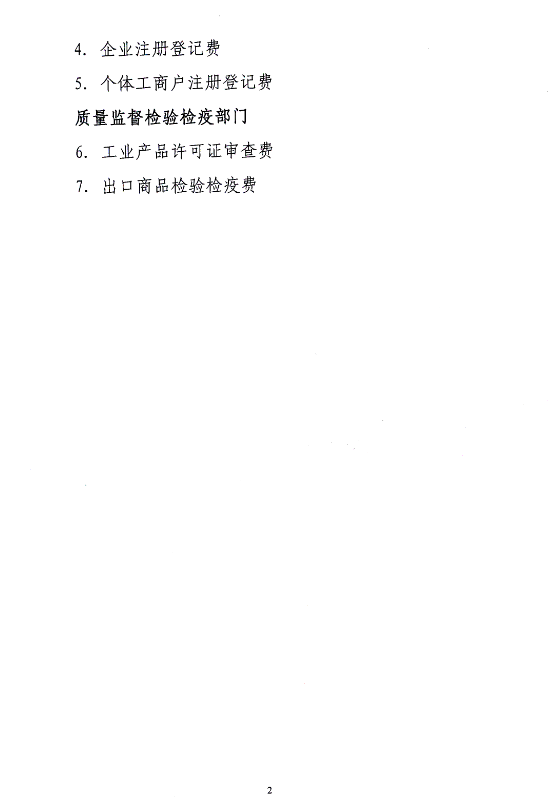 4. 企业注册登记费
5. 个体工商户注册登记费
质量监督检验检疫部门
6. 工业产品许可证审查费
7. 出口商品检验检疫费
2